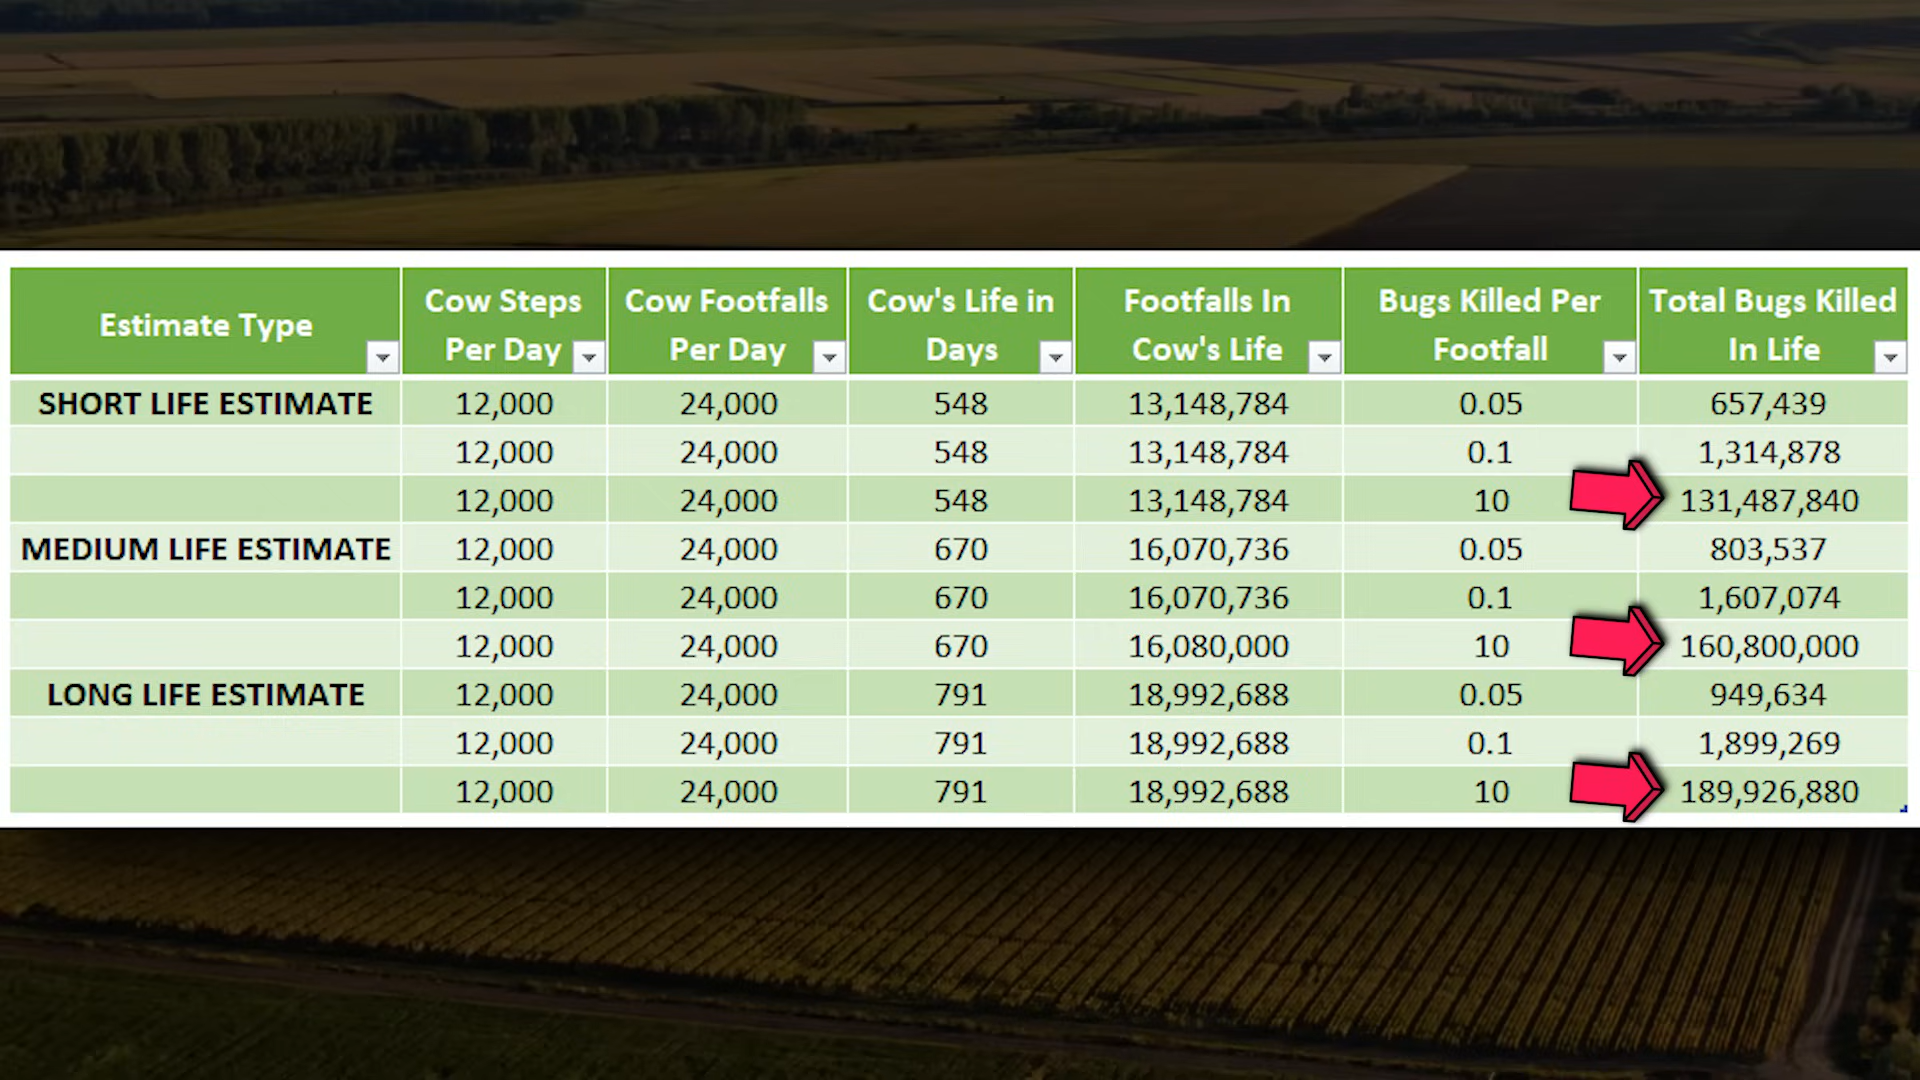 Estimate Type Cow Steps Per Day Cow Footfalls Per Day Cow's Life in Days Footfalls In Cow's Life Bugs Killed Per Footfall Total Bugs Killed In Life
SHORT LIFE ESTIMATE 12,000 24,000 548 13,148,784 0.05 657,439
12,000 24,000 548 13,148,784 0.1 1,314,878
12,000 24,000 548 13,148,784 10 131,487,840
MEDIUM LIFE ESTIMATE 12,000 24,000 670 16,070,736 0.05 803,537
12,000 24,000 670 16,070,736 0.1 1,607,074
12,000 24,000 670 16,080,000 10 160,800,000
LONG LIFE ESTIMATE 12,000 24,000 791 18,992,688 0.05 949,634
12,000 24,000 791 18,992,688 0.1 1,899,269
12,000 24,000 791 18,992,688 10 189,926,880